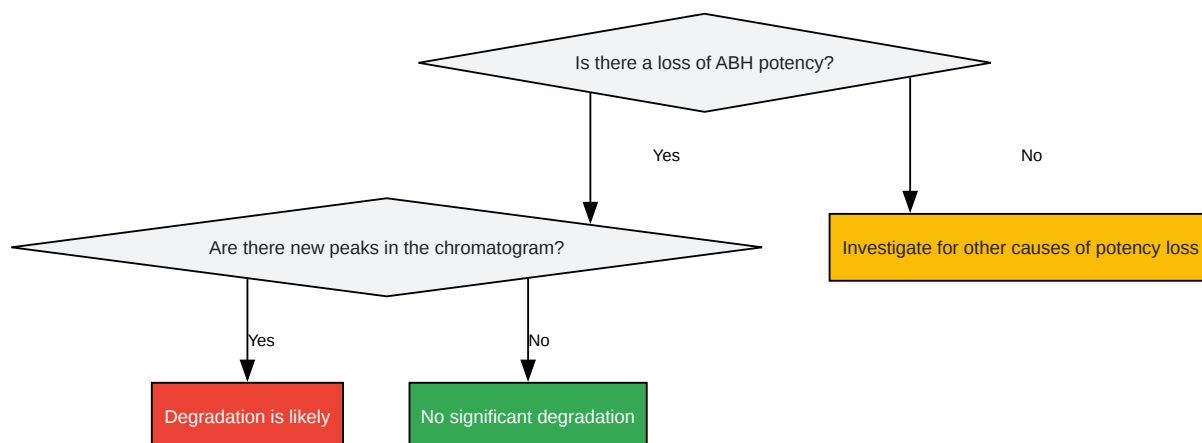 Is there a loss of ABH potency?
Yes
No
Are there new peaks in the chromatogram?
Investigate for other causes of potency loss
Yes
No
Degradation is likely
No significant degradation